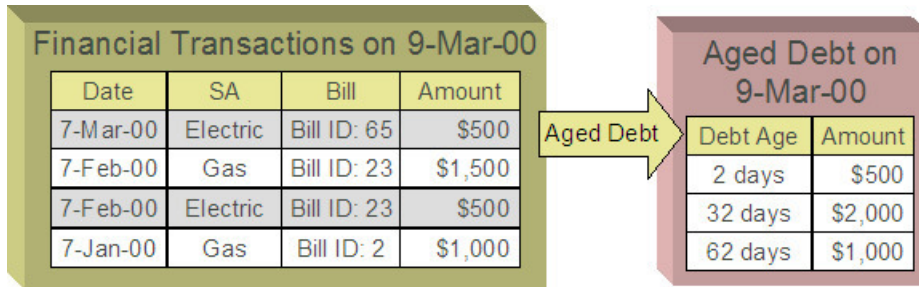 Financial Transactions on 9-Mar-00
Date SA Bill Amount
7-Mar-00 Electric Bill ID: 65 $500
7-Feb-00 Gas Bill ID: 23 $1,500
7-Feb-00 Electric Bill ID: 23 $500
7-Jan-00 Gas Bill ID: 2 $1,000
Aged Debt
Aged Debt on
9-Mar-00
Debt Age Amount
2 days $500
32 days $2,000
62 days $1,000